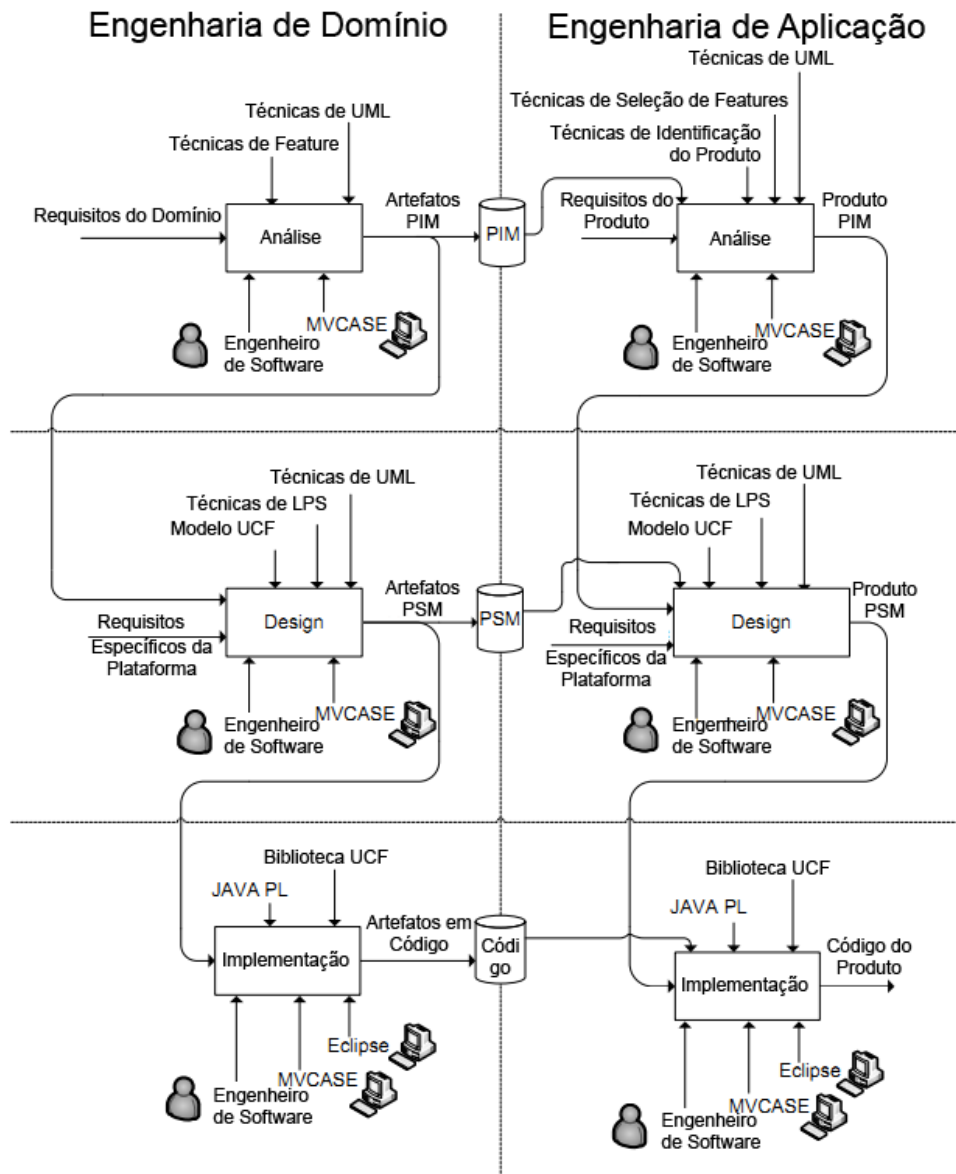 Engenharia de Domínio
Engenharia de Aplicação
Técnicas de UML
Técnicas de Feature
Requisitos do Domínio
Análise
Artefatos
PIM
PIM
Engenheiro
de Software
MVCASE
Técnicas de UML
Técnicas de Seleção de Features
Técnicas de Identificação
do Produto
Requisitos do
Produto
Análise
Produto
PIM
Engenheiro
de Software
MVCASE
Técnicas de UML
Técnicas de LPS
Modelo UCF
Requisitos
Específicos da
Plataforma
Design
Artefatos
PSM
PSM
Engenheiro
de Software
MVCASE
Técnicas de UML
Técnicas de LPS
Modelo UCF
Requisitos
Específicos da
Plataforma
Design
Produto
PSM
Engenheiro
de Software
MVCASE
Biblioteca UCF
JAVA PL
Implementação
Artefatos em
Código
Códi
go
Eclipse
MVCASE
Engenheiro
de Software
Biblioteca UCF
JAVA PL
Implementação
Código do
Produto
Eclipse
MVCASE
Engenheiro
de Software